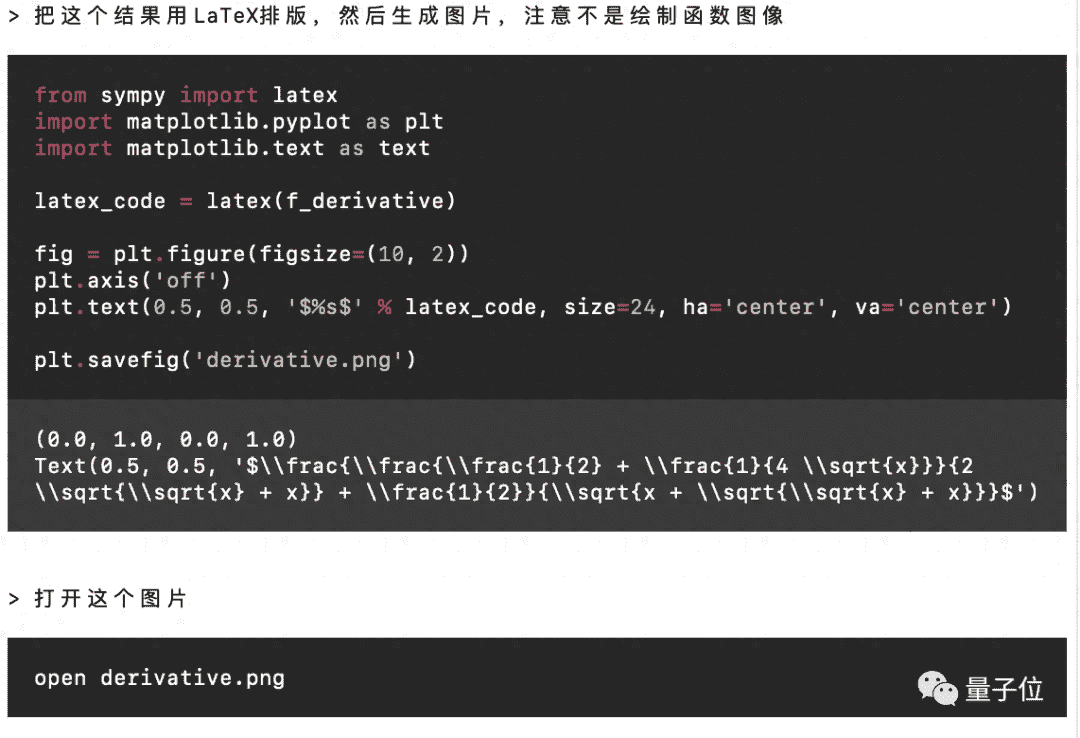 > 把这个结果用LaTeX排版，然后生成图片，注意不是绘制函数图像
from sympy import latex
import matplotlib.pyplot as plt
import matplotlib.text as text
latex_code = latex(f_derivative)
fig = plt.figure(figsize=(10, 2))
plt.axis('off')
plt.text(0.5, 0.5, '$%s$' % latex_code, size=24, ha='center', va='center')
plt.savefig('derivative.png')
(0.0, 1.0, 0.0, 1.0)
Text(0.5, 0.5, '$\\frac{\\frac{\\frac{1}{2} + \\frac{1}{4 \\sqrt{x}}}{2
\\sqrt{\\sqrt{x} + x}} + \\frac{1}{2}}{\\sqrt{x + \\sqrt{\\sqrt{x} + x}}}$')
> 打开这个图片
open derivative.png
量子位